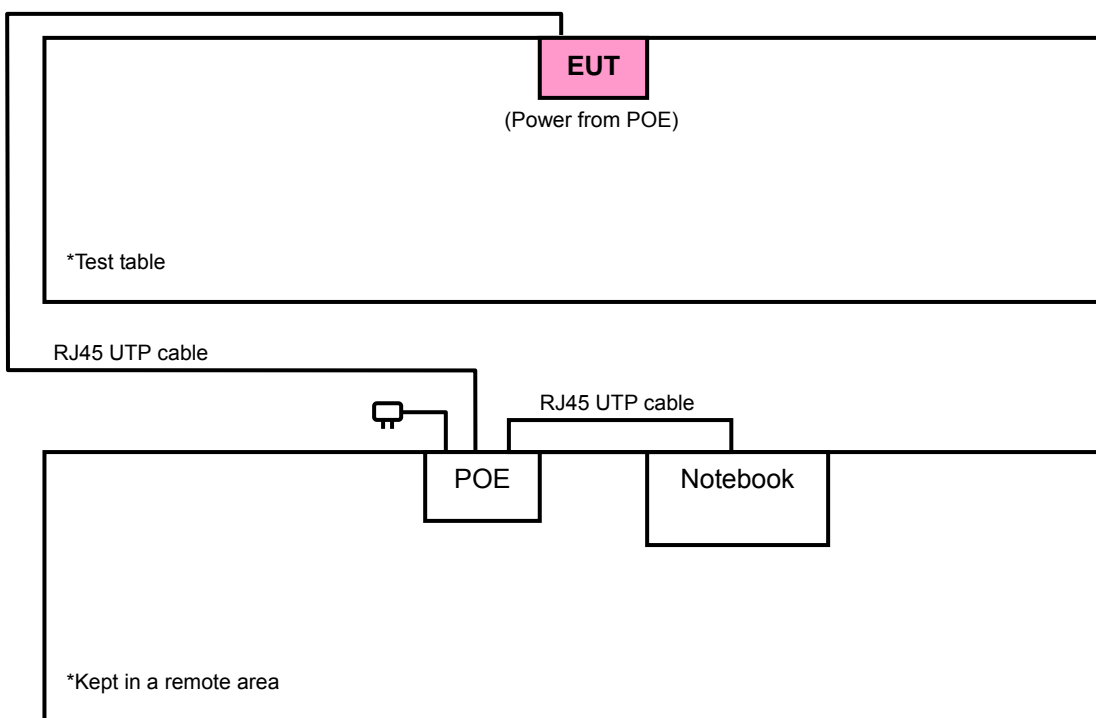 EUT
(Power from POE)
*Test table
RJ45 UTP cable
RJ45 UTP cable
POE
Notebook
*Kept in a remote area